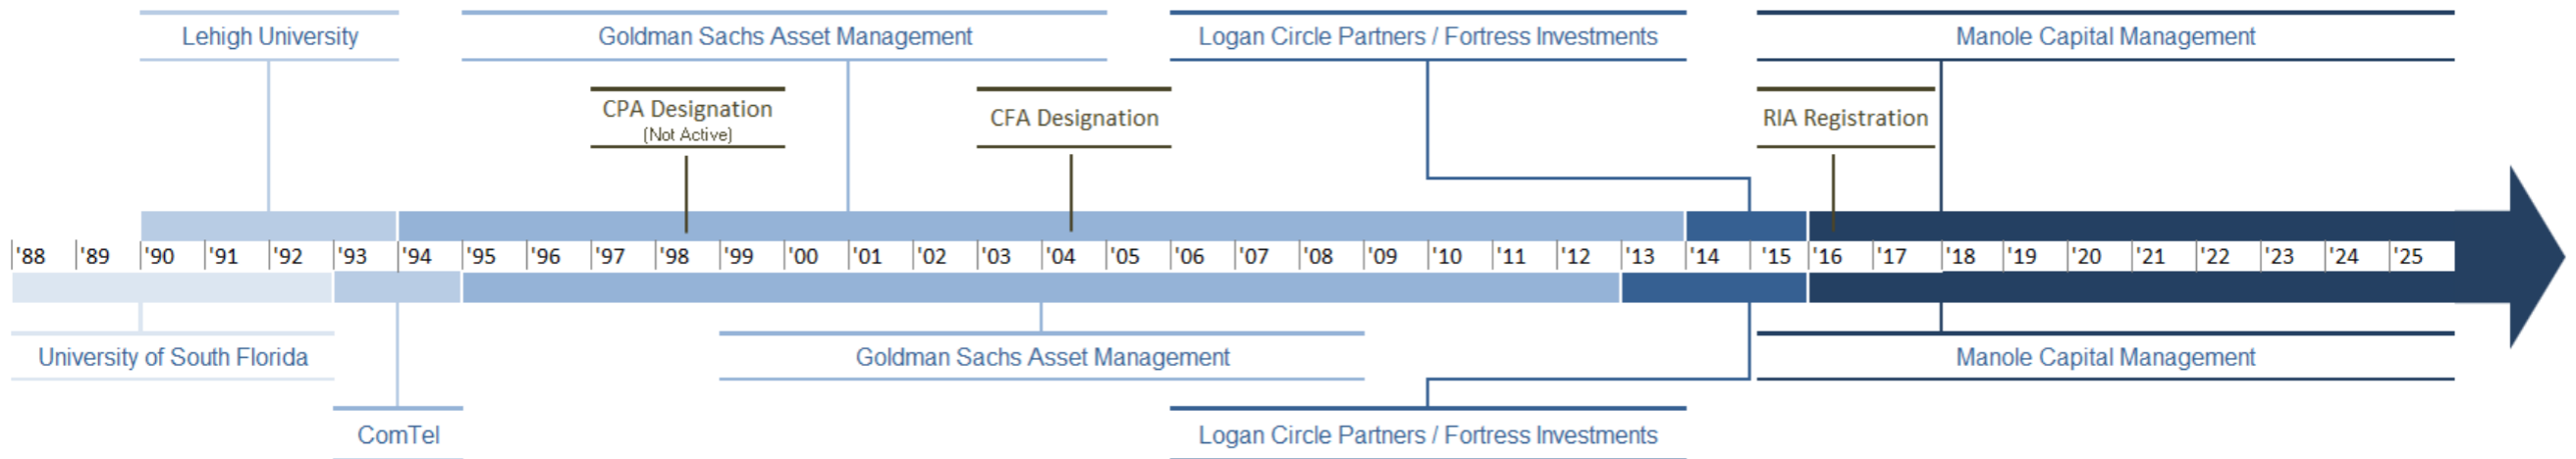 Lehigh University
Goldman Sachs Asset Management
Logan Circle Partners / Fortress Investments
Manole Capital Management
CPA Designation
(Not Active)
CFA Designation
RIA Registration
'88 '89 '90 '91 '92 '93 '94 '95 '96 '97 '98 '99 '00 '01 '02 '03 '04 '05 '06 '07 '08 '09 '10 '11 '12 '13 '14 '15 '16 '17 '18 '19 '20 '21 '22 '23 '24 '25
University of South Florida
Goldman Sachs Asset Management
Manole Capital Management
ComTel
Logan Circle Partners / Fortress Investments